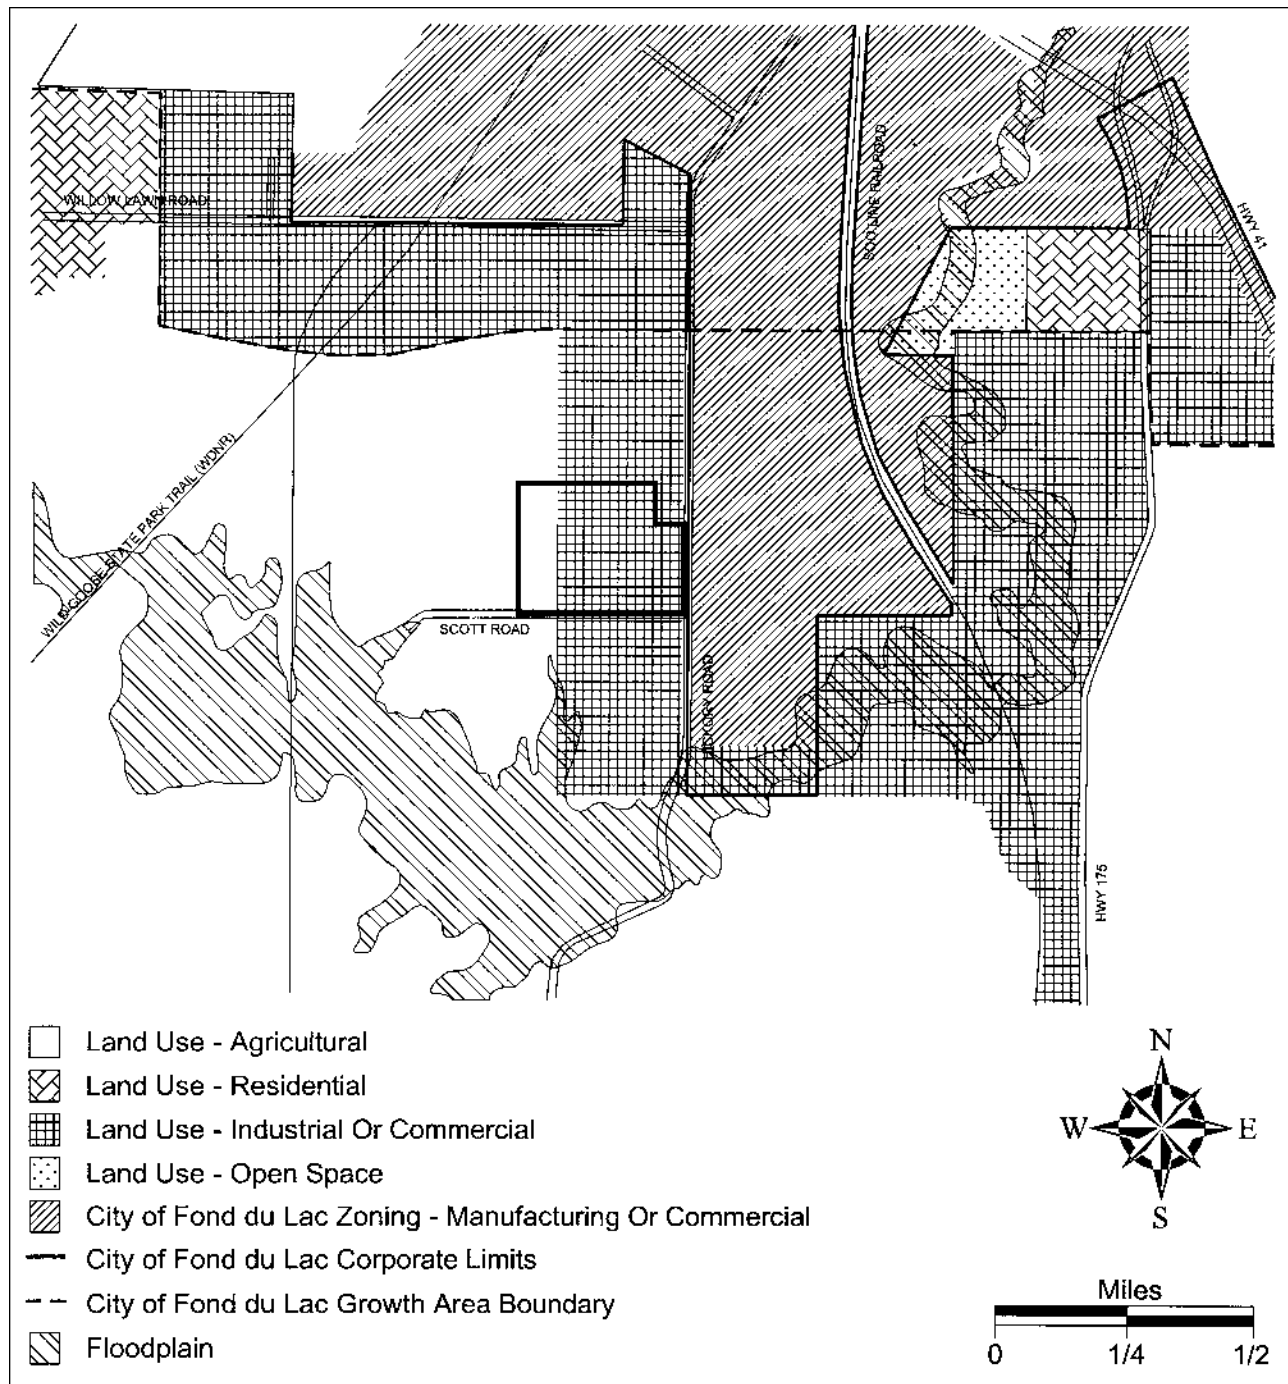 WILLOW LAWN ROAD
SOO LINE RAILROAD
HWY 41
WILD GOOSE STATE PARK TRAIL (WDNR)
SCOTT ROAD
HICKORY ROAD
HWY 175
Land Use - Agricultural
Land Use - Residential
Land Use - Industrial Or Commercial
Land Use - Open Space
City of Fond du Lac Zoning - Manufacturing Or Commercial
City of Fond du Lac Corporate Limits
City of Fond du Lac Growth Area Boundary
Floodplain
N
W E
S
Miles
0 1/4 1/2